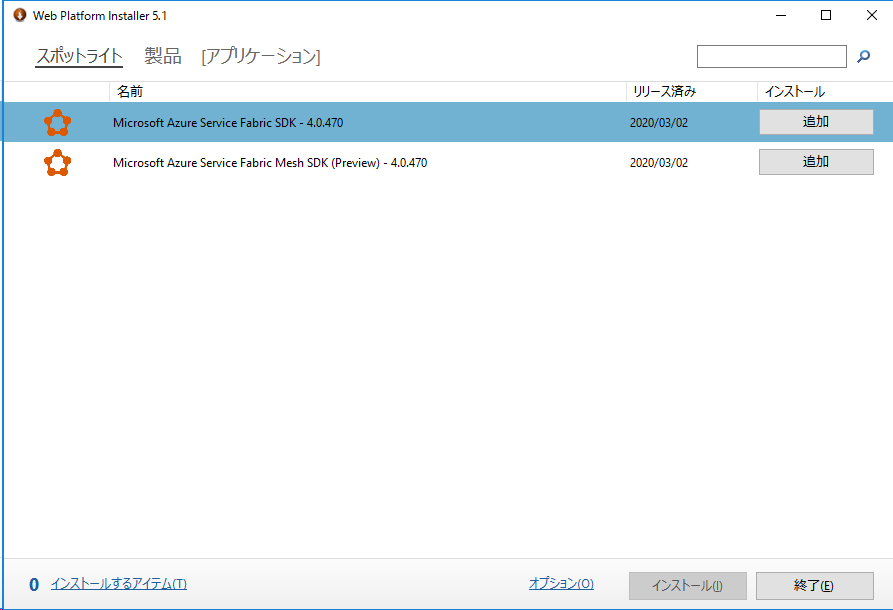 Web Platform Installer 5.1
スポットライト 製品 [アプリケーション]
名前 リリース済み インストール
Microsoft Azure Service Fabric SDK - 4.0.470 2020/03/02 追加
Microsoft Azure Service Fabric Mesh SDK (Preview) - 4.0.470 2020/03/02 追加
0 インストールするアイテム(T) オプション(O) インストール(I) 終了(E)